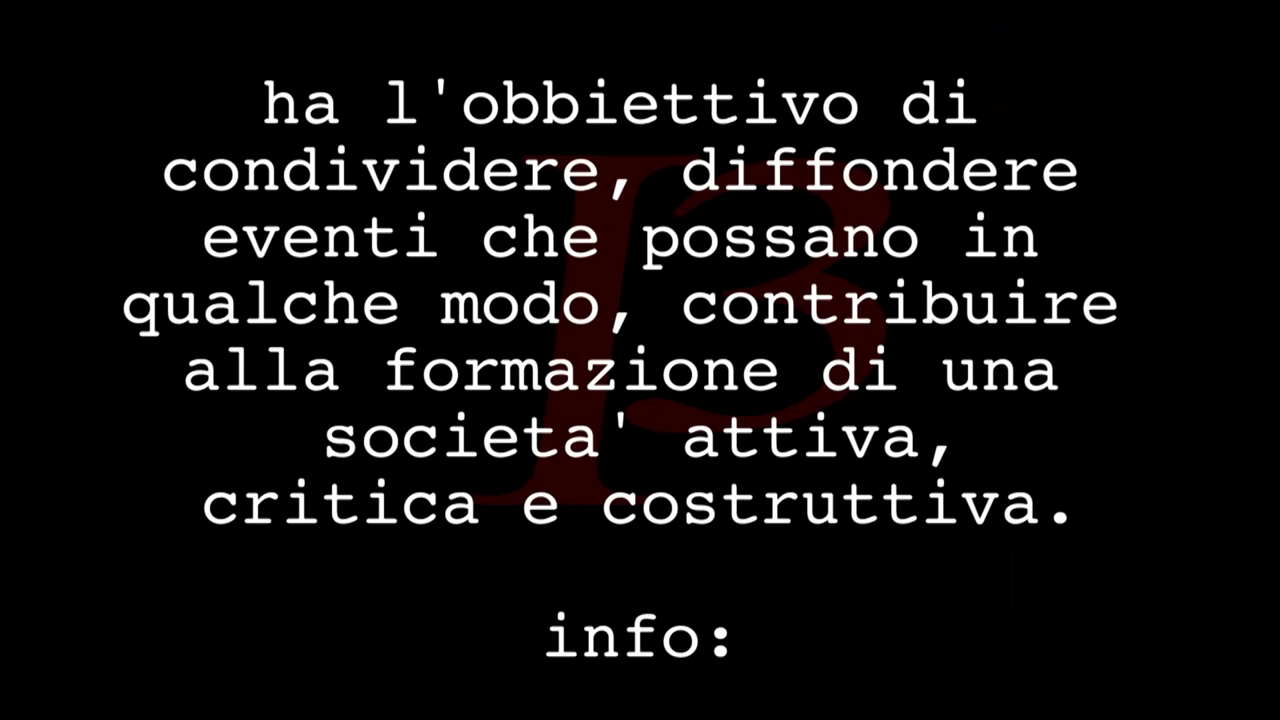 ha l'obbiettivo di
condividere, diffondere
eventi che possano in
qualche modo, contribuire
alla formazione di una
societa' attiva,
critica e costruttiva.
info: